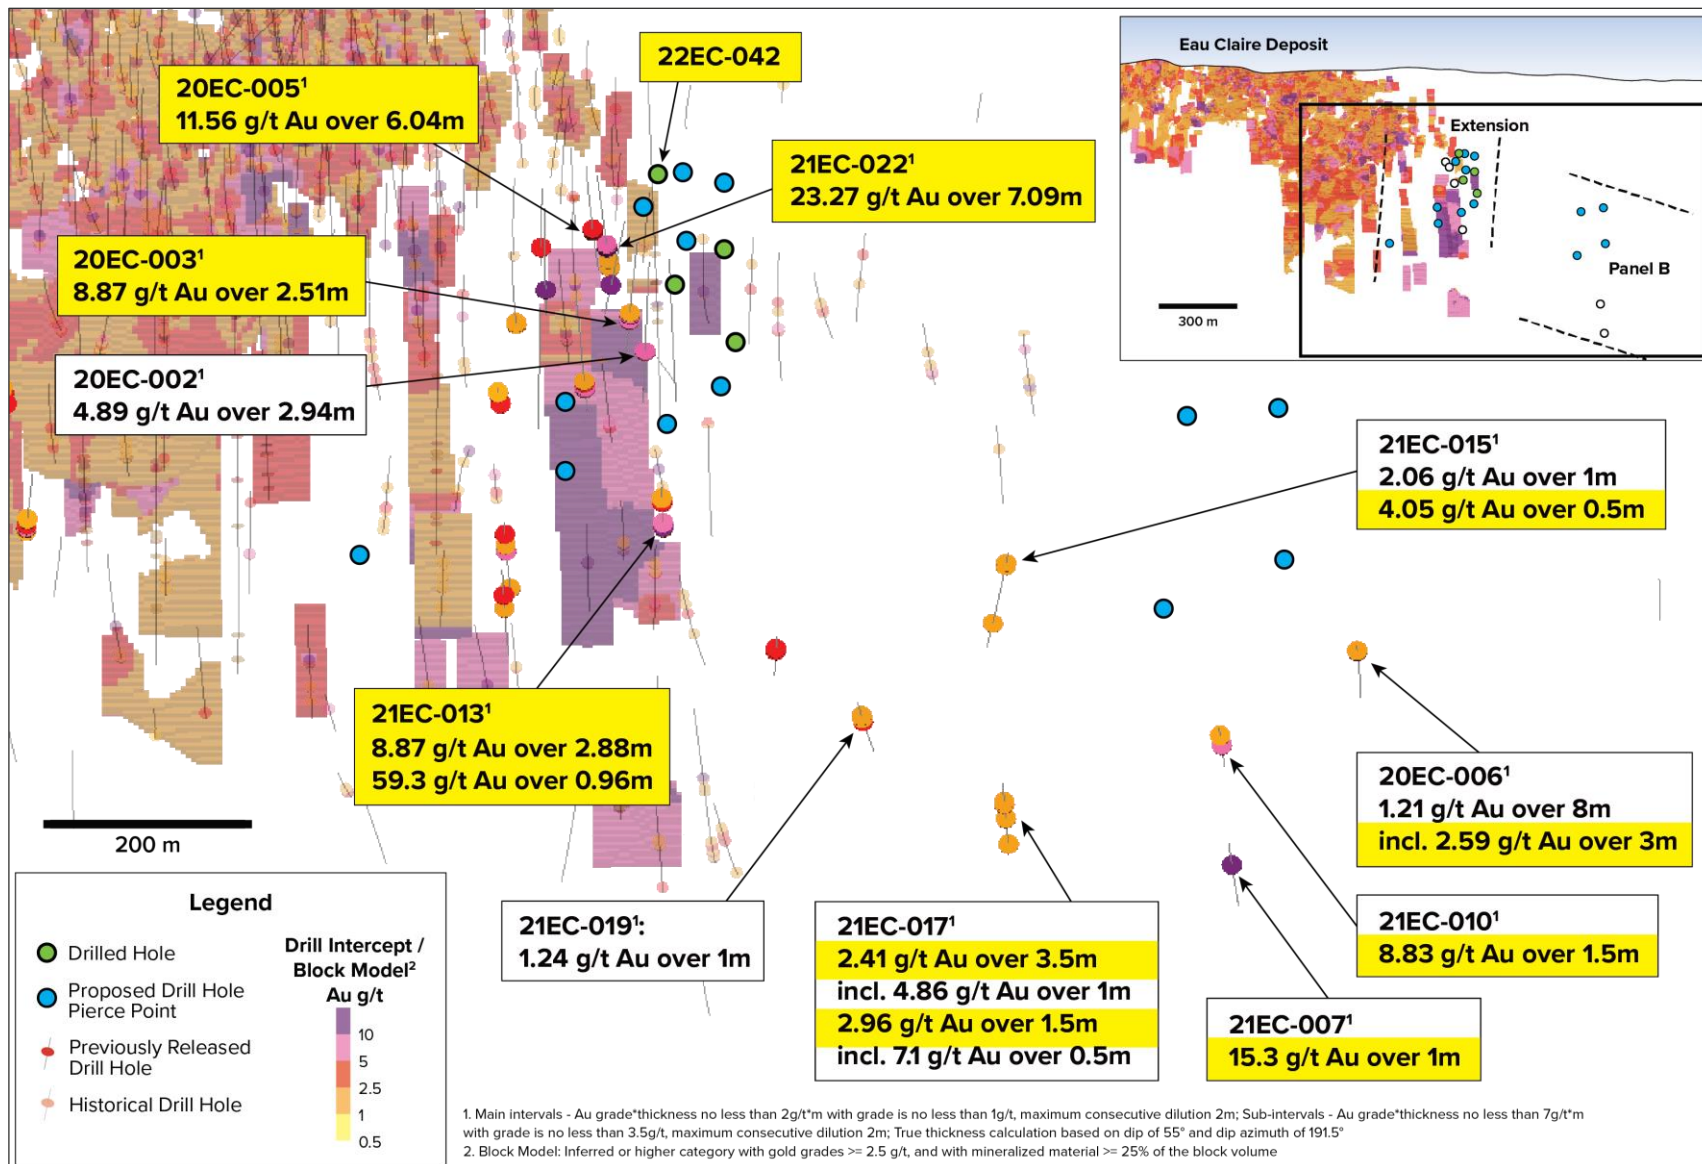 22EC-042
20EC-005¹
11.56 g/t Au over 6.04m
21EC-022¹
23.27 g/t Au over 7.09m
20EC-003¹
8.87 g/t Au over 2.51m
20EC-002¹
4.89 g/t Au over 2.94m
Eau Claire Deposit
Extension
Panel B
300 m
21EC-015¹
2.06 g/t Au over 1m
4.05 g/t Au over 0.5m
21EC-013¹
8.87 g/t Au over 2.88m
59.3 g/t Au over 0.96m
20EC-006¹
1.21 g/t Au over 8m
incl. 2.59 g/t Au over 3m
200 m
21EC-019¹:
1.24 g/t Au over 1m
21EC-017¹
2.41 g/t Au over 3.5m
incl. 4.86 g/t Au over 1m
2.96 g/t Au over 1.5m
incl. 7.1 g/t Au over 0.5m
21EC-010¹
8.83 g/t Au over 1.5m
21EC-007¹
15.3 g/t Au over 1m
Legend
Drilled Hole
Proposed Drill Hole
Pierce Point
Previously Released
Drill Hole
Historical Drill Hole
Drill Intercept /
Block Model²
Au g/t
10
5
2.5
1
0.5
1. Main intervals - Au grade*thickness no less than 2g/t*m with grade is no less than 1g/t, maximum consecutive dilution 2m; Sub-intervals - Au grade*thickness no less than 7g/t*m
with grade is no less than 3.5g/t, maximum consecutive dilution 2m; True thickness calculation based on dip of 55° and dip azimuth of 191.5°
2. Block Model: Inferred or higher category with gold grades >= 2.5 g/t, and with mineralized material >= 25% of the block volume